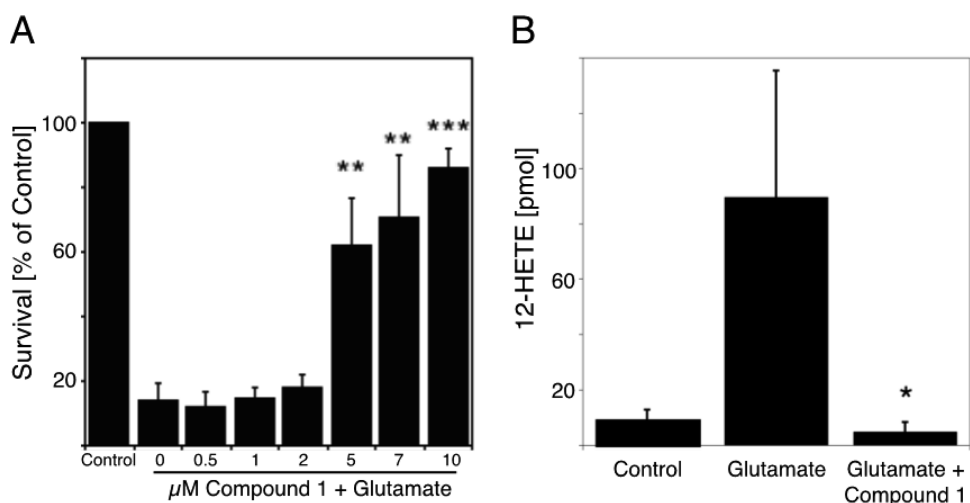 A
Survival [% of Control]
100
60
20
** ** ***
Control 0 0.5 1 2 5 7 10
µM Compound 1 + Glutamate
B
12-HETE [pmol]
100
60
20
*
Control Glutamate Glutamate +
Compound 1